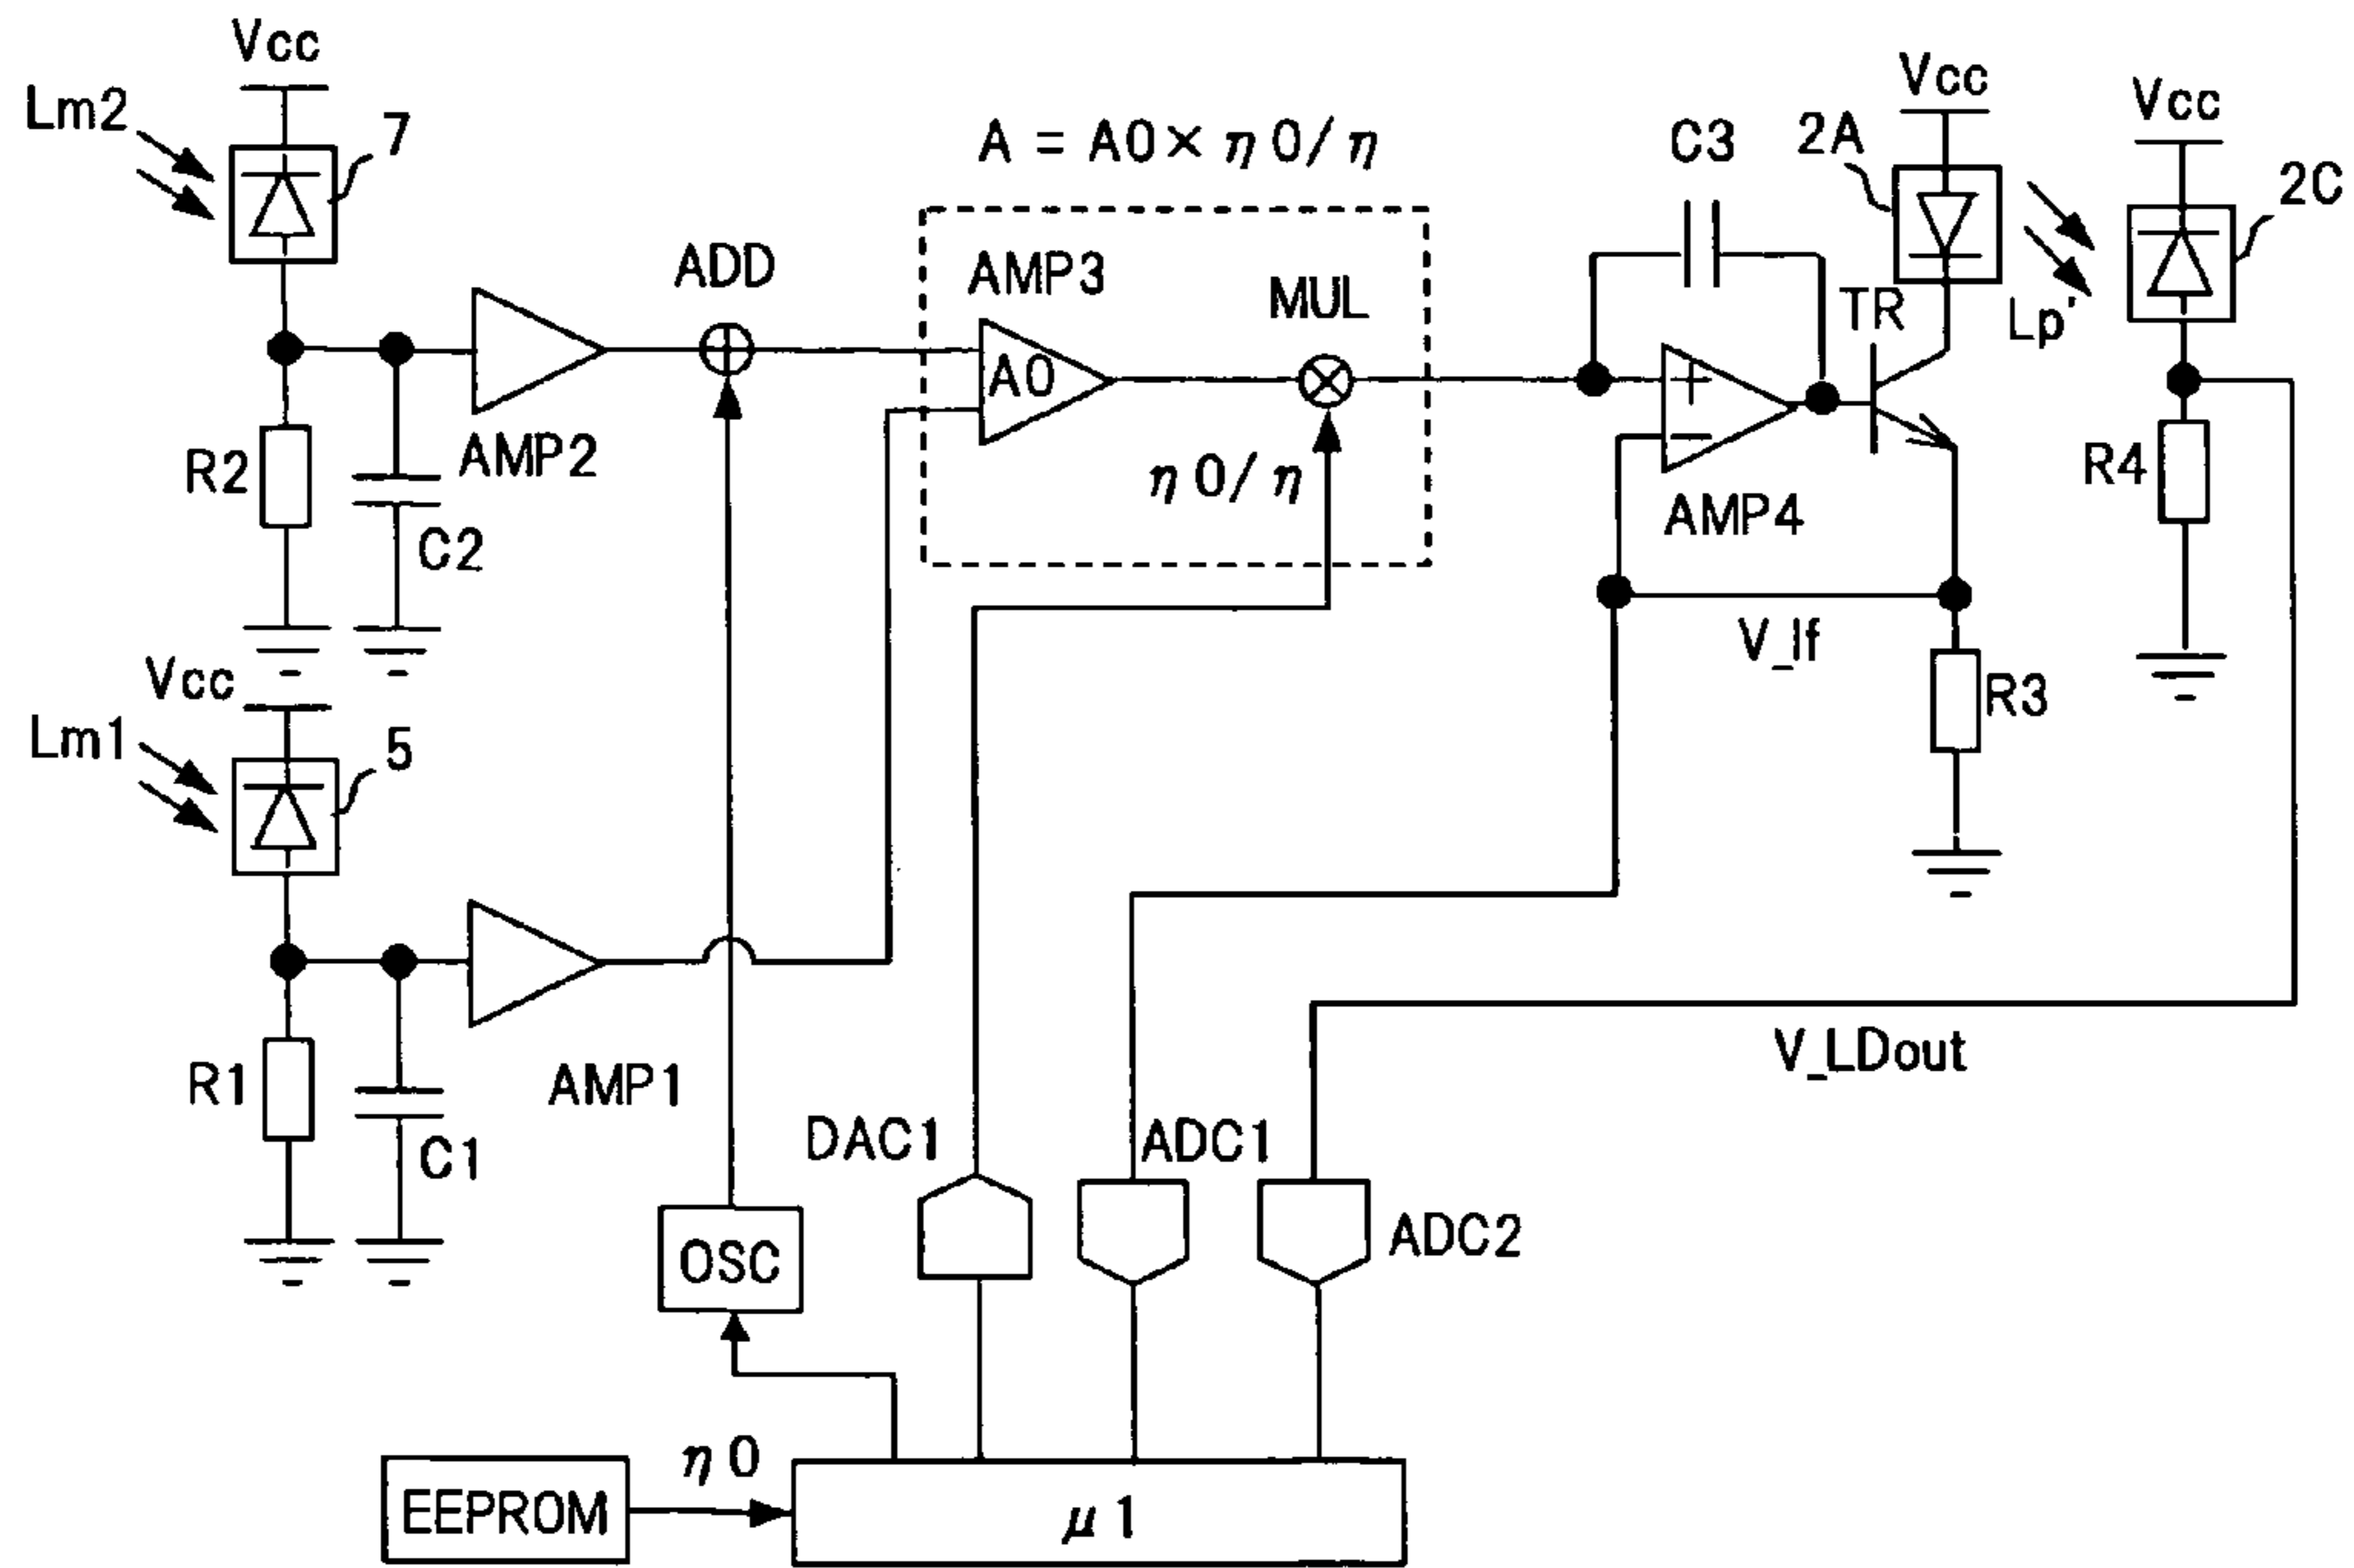 Vcc
Lm2
7
R2
C2
AMP2
ADD
A = A0× η0/η
AMP3
A0
MUL
η0/η
C3
AMP4
Vcc
2A
TR
Lp'
Vcc
2C
R4
V_If
R3
Vcc
Lm1
5
R1
C1
AMP1
V_LDout
DAC1
ADC1
ADC2
OSC
EEPROM
η0
μ1